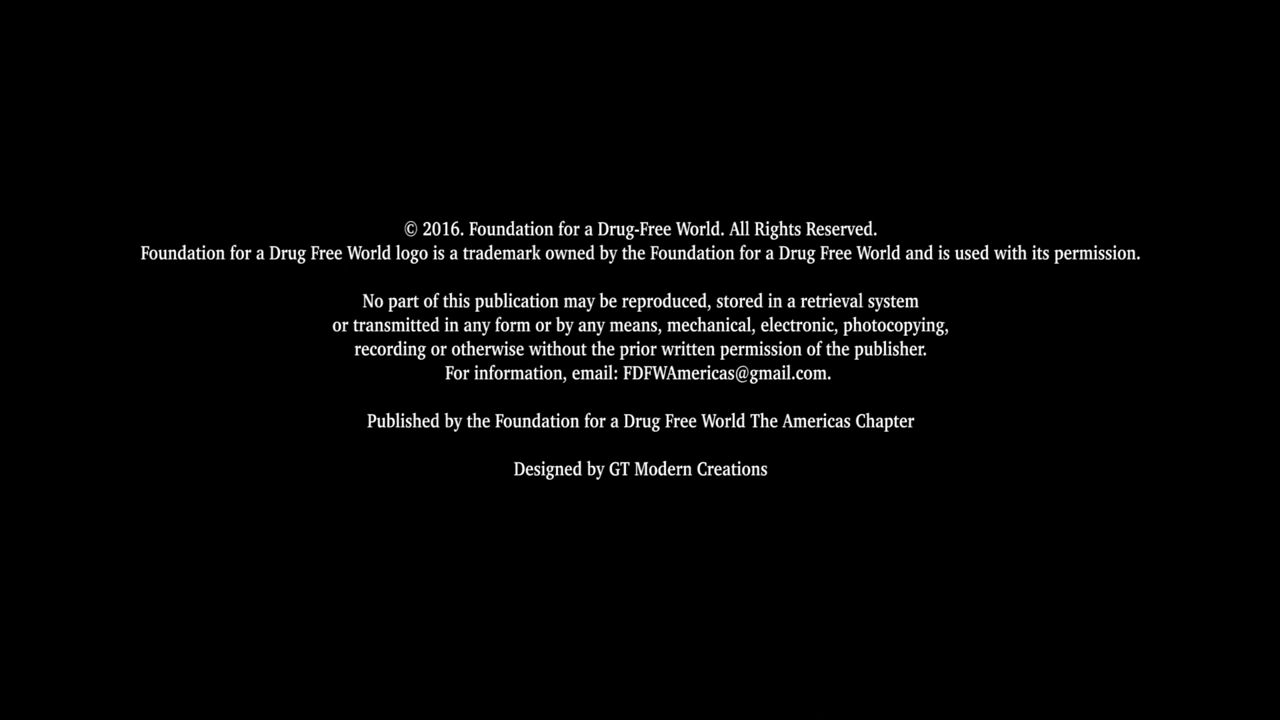 © 2016. Foundation for a Drug-Free World. All Rights Reserved.
Foundation for a Drug Free World logo is a trademark owned by the Foundation for a Drug Free World and is used with its permission.
No part of this publication may be reproduced, stored in a retrieval system
or transmitted in any form or by any means, mechanical, electronic, photocopying,
recording or otherwise without the prior written permission of the publisher.
For information, email: FDFWAmericas@gmail.com.
Published by the Foundation for a Drug Free World The Americas Chapter
Designed by GT Modern Creations